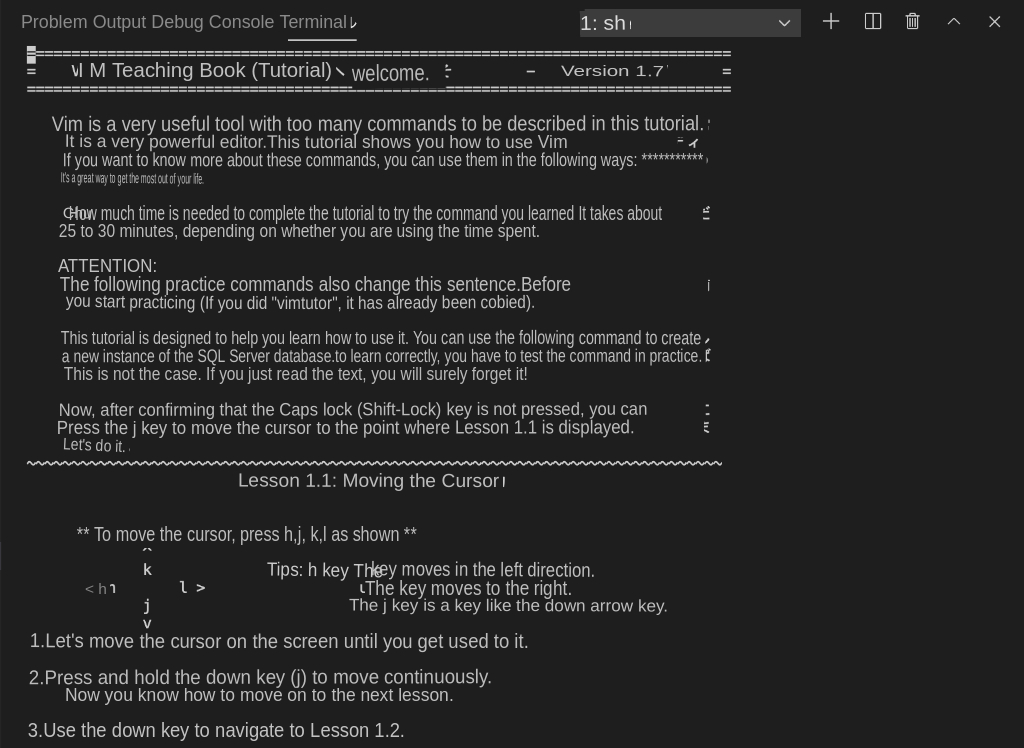 Problem Output Debug Console Terminal
1: sh
M Teaching Book (Tutorial) welcome. - Version 1.7
Vim is a very useful tool with too many commands to be described in this tutorial.
It is a very powerful editor.This tutorial shows you how to use Vim
If you want to know more about these commands, you can use them in the following ways: ***********
It's a great way to get the most out of your life.
How much time is needed to complete the tutorial to try the command you learned It takes about
25 to 30 minutes, depending on whether you are using the time spent.
ATTENTION:
The following practice commands also change this sentence.Before
you start practicing (If you did "vimtutor", it has already been cobied).
This tutorial is designed to help you learn how to use it. You can use the following command to create
a new instance of the SQL Server database.to learn correctly, you have to test the command in practice.
This is not the case. If you just read the text, you will surely forget it!
Now, after confirming that the Caps lock (Shift-Lock) key is not pressed, you can
Press the j key to move the cursor to the point where Lesson 1.1 is displayed.
Let's do it.
Lesson 1.1: Moving the Cursor
** To move the cursor, press h,j, k,l as shown **
^
k Tips: h key The key moves in the left direction.
< h l > The key moves to the right.
j The j key is a key like the down arrow key.
v
1.Let's move the cursor on the screen until you get used to it.
2.Press and hold the down key (j) to move continuously.
Now you know how to move on to the next lesson.
3.Use the down key to navigate to Lesson 1.2.